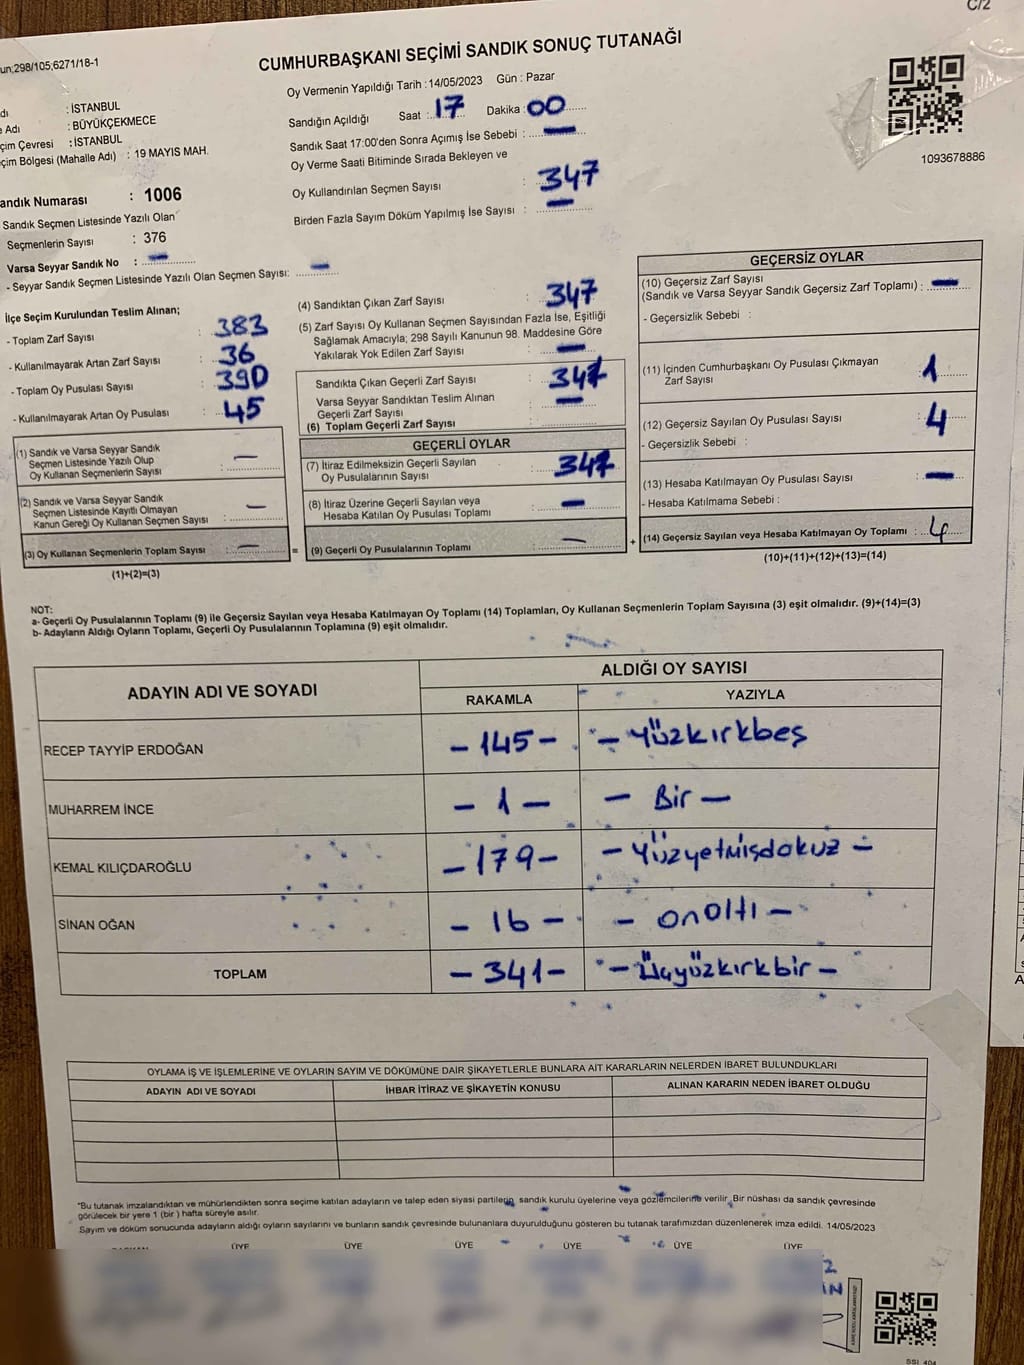 C/2
un;298/105;6271/18-1
CUMHURBAŞKANI SEÇİMİ SANDIK SONUÇ TUTANAĞI
: İSTANBUL
Adı : BÜYÜKÇEKMECE
çim Çevresi : İSTANBUL
çim Bölgesi (Mahalle Adı) : 19 MAYIS MAH.
andık Numarası : 1006
Sandık Seçmen Listesinde Yazılı Olan
Seçmenlerin Sayısı : 376
Varsa Seyyar Sandık No : —
- Seyyar Sandık Seçmen Listesinde Yazılı Olan Seçmen Sayısı: —
Oy Vermenin Yapıldığı Tarih : 14/05/2023 Gün : Pazar
Sandığın Açıldığı Saat : 17 Dakika : 00
Sandık Saat 17:00'den Sonra Açımış İse Sebebi : —
Oy Verme Saati Bitiminde Sırada Bekleyen ve
Oy Kullandırılan Seçmen Sayısı : 347
Birden Fazla Sayım Döküm Yapılmış İse Sayısı : —
1093678886
İlçe Seçim Kurulundan Teslim Alınan;
- Toplam Zarf Sayısı : 383
- Kullanılmayarak Artan Zarf Sayısı : 36
- Toplam Oy Pusulası Sayısı : 390
- Kullanılmayarak Artan Oy Pusulası : 45
(1) Sandık ve Varsa Seyyar Sandık
Seçmen Listesinde Yazılı Olup
Oy Kullanan Seçmenlerin Sayısı : —
(2) Sandık ve Varsa Seyyar Sandık
Seçmen Listesinde Kayıtlı Olmayan
Kanun Gereği Oy Kullanan Seçmen Sayısı : —
(3) Oy Kullanan Seçmenlerin Toplam Sayısı : —
(1)+(2)=(3)
=
(4) Sandıktan Çıkan Zarf Sayısı : 347
(5) Zarf Sayısı Oy Kullanan Seçmen Sayısından Fazla İse, Eşitliği
Sağlamak Amacıyla; 298 Sayılı Kanunun 98. Maddesine Göre
Yakılarak Yok Edilen Zarf Sayısı : —
Sandıkta Çıkan Geçerli Zarf Sayısı : 347
Varsa Seyyar Sandıktan Teslim Alınan
Geçerli Zarf Sayısı : —
(6) Toplam Geçerli Zarf Sayısı
GEÇERLİ OYLAR
(7) İtiraz Edilmeksizin Geçerli Sayılan
Oy Pusulalarının Sayısı : 347
(8) İtiraz Üzerine Geçerli Sayılan veya
Hesaba Katılan Oy Pusulası Toplamı : —
(9) Geçerli Oy Pusulalarının Toplamı : —
+
GEÇERSİZ OYLAR
(10) Geçersiz Zarf Sayısı
(Sandık ve Varsa Seyyar Sandık Geçersiz Zarf Toplamı) : —
- Geçersizlik Sebebi :
(11) İçinden Cumhurbaşkanı Oy Pusulası Çıkmayan
Zarf Sayısı : 1
(12) Geçersiz Sayılan Oy Pusulası Sayısı : 4
- Geçersizlik Sebebi :
(13) Hesaba Katılmayan Oy Pusulası Sayısı : —
- Hesaba Katılmama Sebebi :
(14) Geçersiz Sayılan veya Hesaba Katılmayan Oy Toplamı : 4
(10)+(11)+(12)+(13)=(14)
NOT:
a- Geçerli Oy Pusulalarının Toplamı (9) ile Geçersiz Sayılan veya Hesaba Katılmayan Oy Toplamı (14) Toplamları, Oy Kullanan Seçmenlerin Toplam Sayısına (3) eşit olmalıdır. (9)+(14)=(3)
b- Adayların Aldığı Oyların Toplamı, Geçerli Oy Pusulalarının Toplamına (9) eşit olmalıdır.
ADAYIN ADI VE SOYADI ALDIĞI OY SAYISI
RAKAMLA YAZIYLA
RECEP TAYYİP ERDOĞAN - 145 - - Yüzkırkbeş
MUHARREM İNCE - 1 - - Bir -
KEMAL KILIÇDAROĞLU - 179 - - Yüzyetmişdokuz -
SİNAN OĞAN - 16 - - onaltı -
TOPLAM - 341 - - Üçyüzkırkbir -
OYLAMA İŞ VE İŞLEMLERİNE VE OYLARIN SAYIM VE DÖKÜMÜNE DAİR ŞİKAYETLERLE BUNLARA AİT KARARLARIN NELERDEN İBARET BULUNDUKLARI
ADAYIN ADI VE SOYADI İHBAR İTİRAZ VE ŞİKAYETİN KONUSU ALINAN KARARIN NEDEN İBARET OLDUĞU
*Bu tutanak imzalandıktan ve mühürlendikten sonra seçime katılan adayların ve talep eden siyasi partilerin, sandık kurulu üyelerine veya gözlemcilerine verilir. Bir nüshası da sandık çevresinde
görülecek bir yere 1 (bir) hafta süreyle asılır.
Sayım ve döküm sonucunda adayların aldığı oyların sayılarını ve bunların sandık çevresinde bulunanlara duyurulduğunu gösteren bu tutanak tarafımızdan düzenlenerek imza edildi. 14/05/2023
ÜYE ÜYE ÜYE ÜYE ÜYE ÜYE